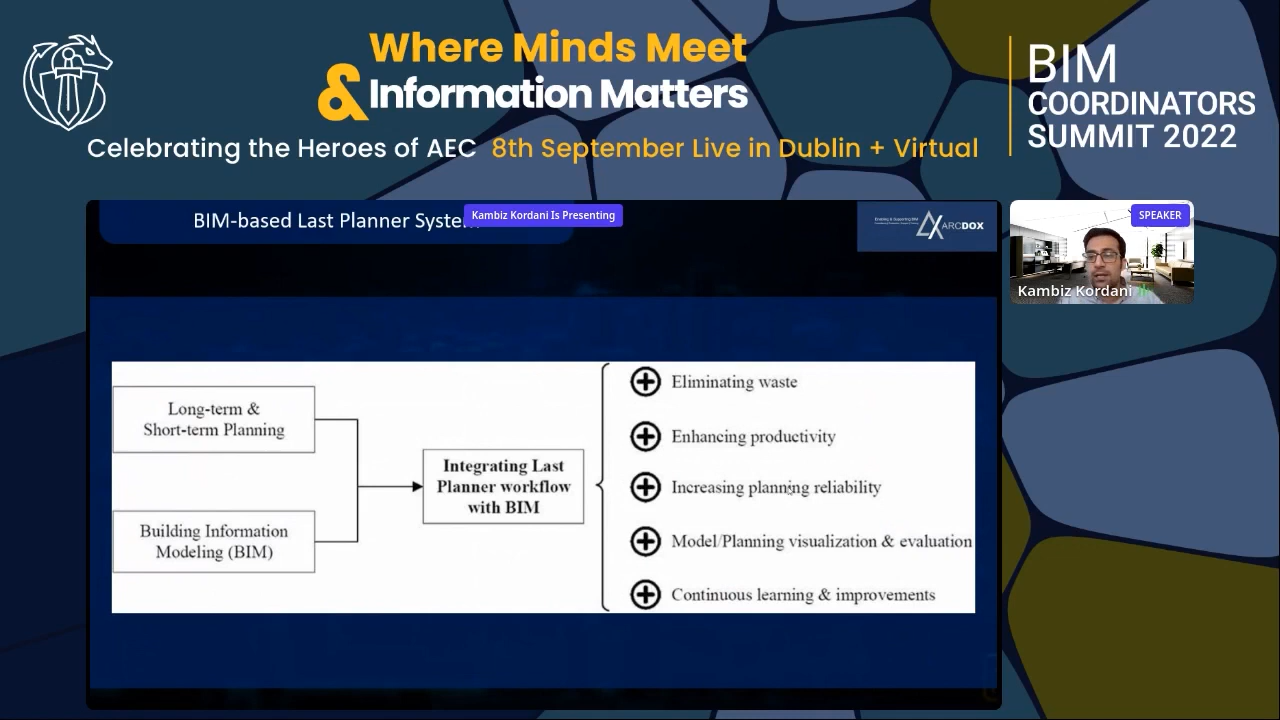 Where Minds Meet
& Information Matters
Celebrating the Heroes of AEC 8th September Live in Dublin + Virtual
BIM
COORDINATORS
SUMMIT 2022
BIM-based Last Planner System
Kambiz Kordani Is Presenting
ARCDOX
SPEAKER
Kambiz Kordani
Long-term &
Short-term Planning
Building Information
Modeling (BIM)
Integrating Last
Planner workflow
with BIM
Eliminating waste
Enhancing productivity
Increasing planning reliability
Model/Planning visualization & evaluation
Continuous learning & improvements